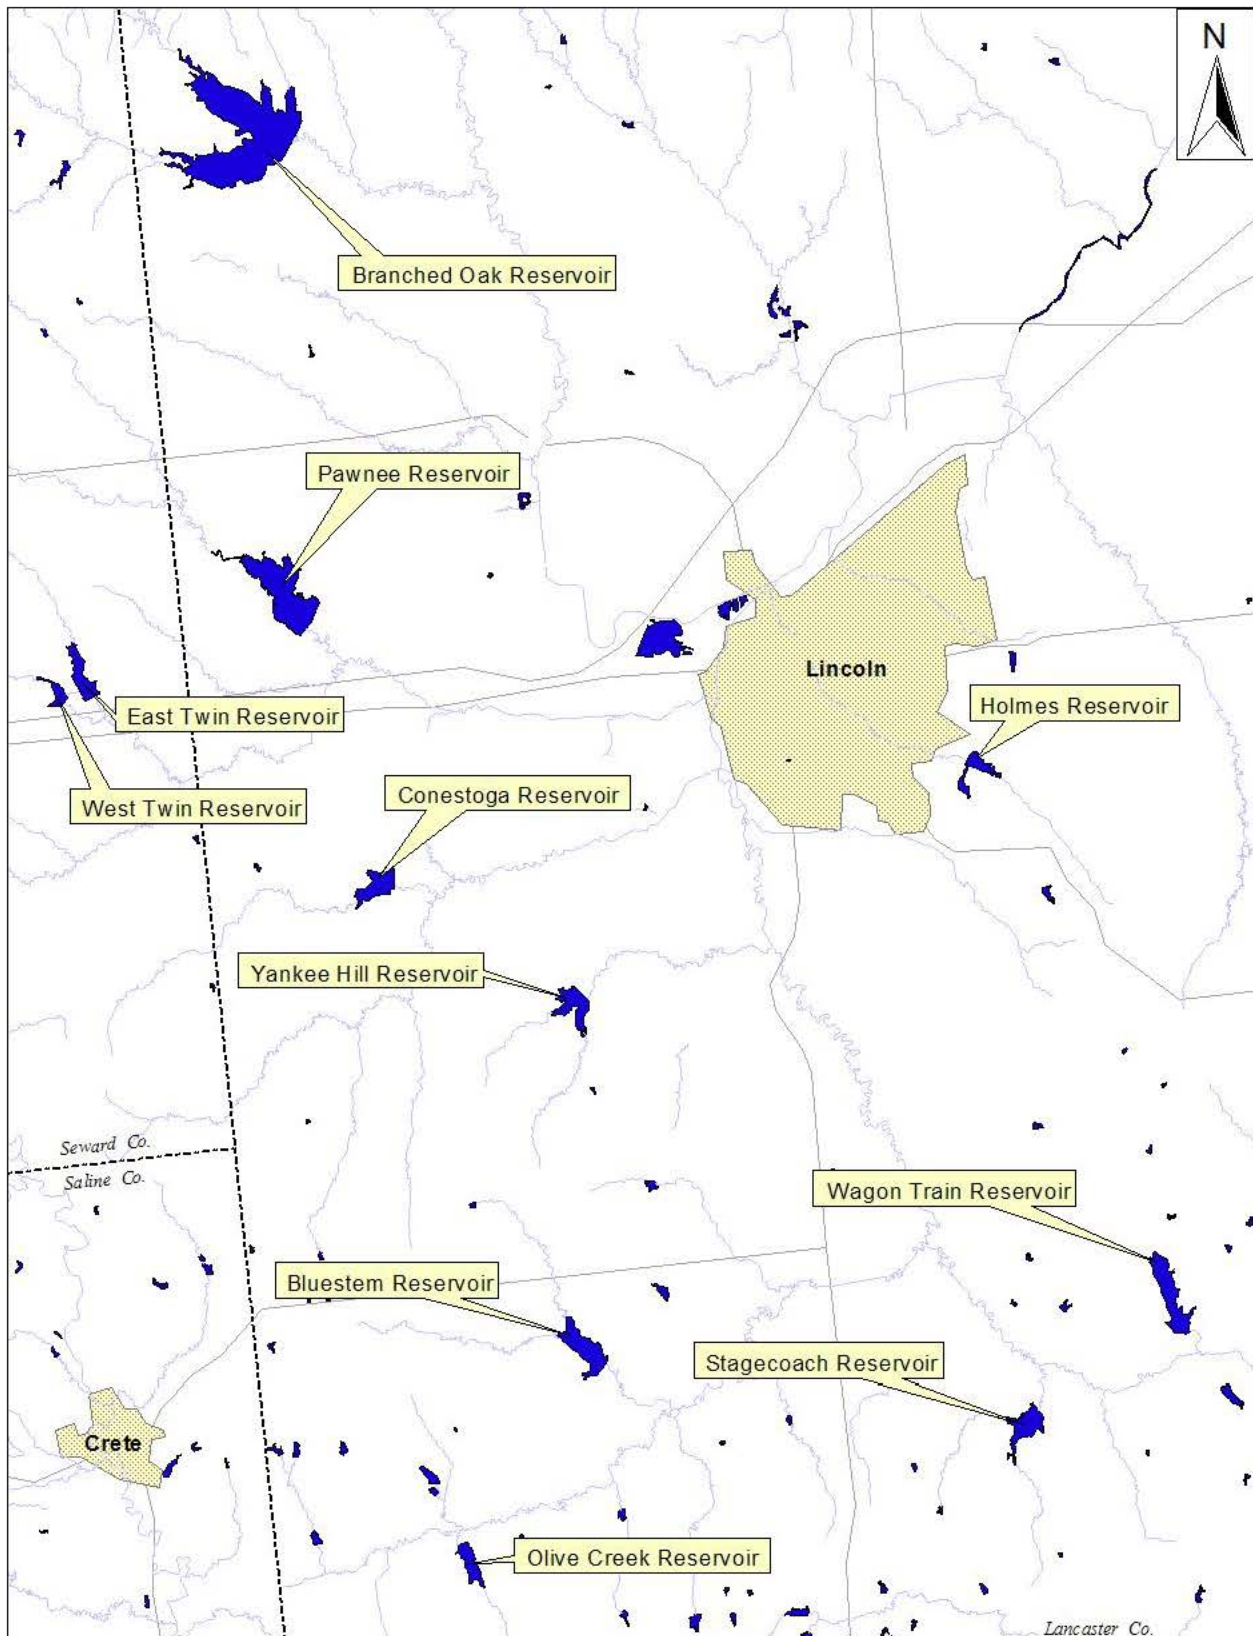 N
Branched Oak Reservoir
Pawnee Reservoir
Lincoln
East Twin Reservoir
Holmes Reservoir
West Twin Reservoir
Conestoga Reservoir
Yankee Hill Reservoir
Seward Co.
Saline Co.
Wagon Train Reservoir
Bluestem Reservoir
Stagecoach Reservoir
Crete
Olive Creek Reservoir
Lancaster Co.